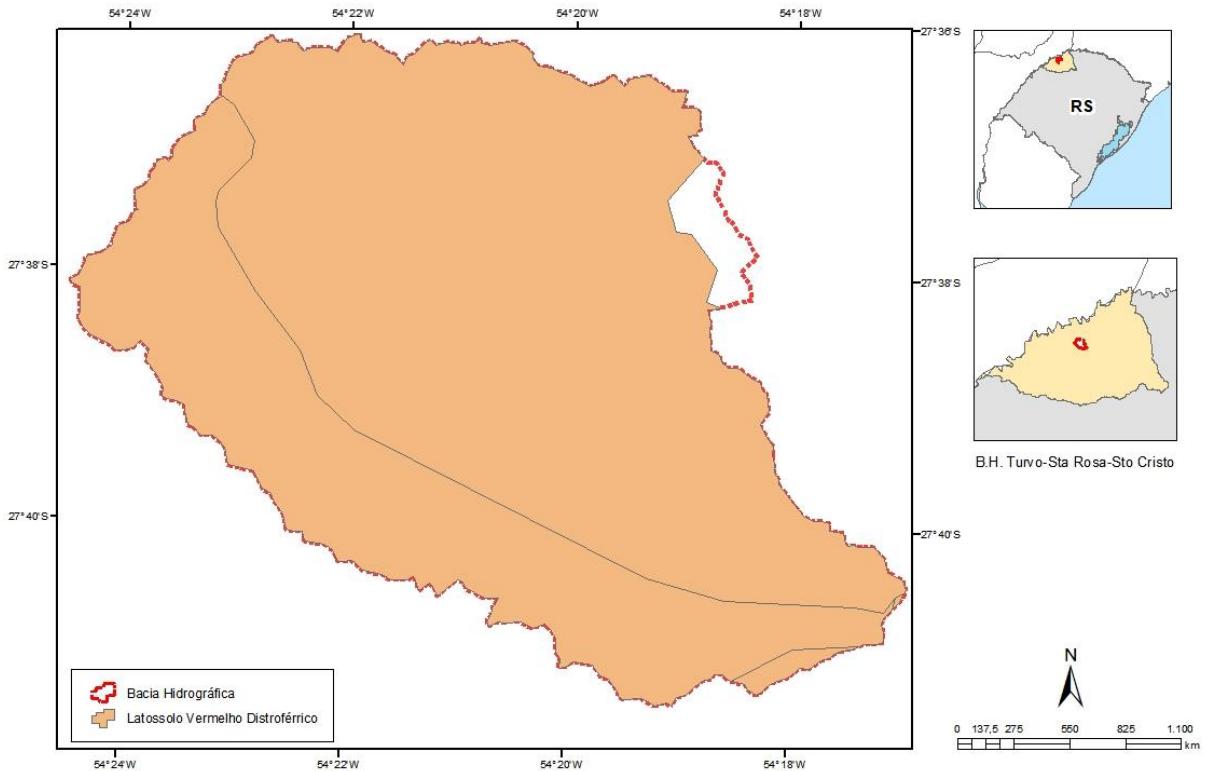 54°24'W 54°22'W 54°20'W 54°18'W
27°36'S
RS
27°38'S
27°38'S
B.H. Turvo-Sta Rosa-Sto Cristo
27°40'S
27°40'S
Bacia Hidrográfica
Latossolo Vermelho Distroférrico
N
0 137,5 275 550 825 1.100
km
54°24'W 54°22'W 54°20'W 54°18'W